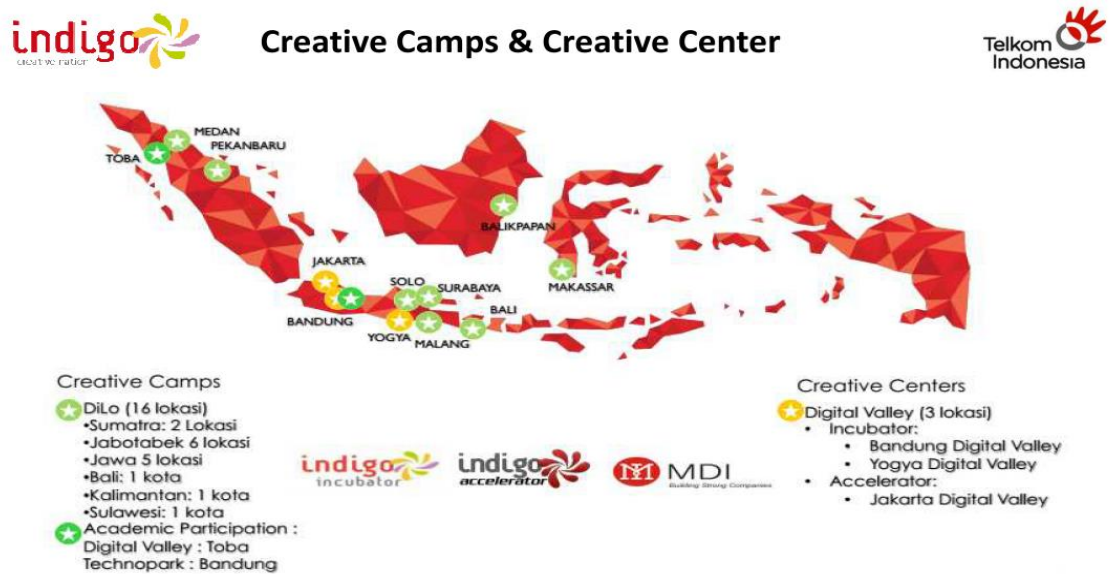 indigo
creative nation
Creative Camps & Creative Center
Telkom
Indonesia
MEDAN
PEKANBARU
TOBA
BALIKPAPAN
JAKARTA
SOLO
SURABAYA
MAKASSAR
BALI
BANDUNG
YOGYA
MALANG
Creative Camps
DiLo (16 lokasi)
•Sumatra: 2 Lokasi
•Jabotabek 6 lokasi
•Jawa 5 lokasi
•Bali: 1 kota
•Kalimantan: 1 kota
•Sulawesi: 1 kota
Academic Participation :
Digital Valley : Toba
Technopark : Bandung
indigo
incubator
indigo
accelerator
MDI
Building Strong Companies
Creative Centers
Digital Valley (3 lokasi)
• Incubator:
• Bandung Digital Valley
• Yogya Digital Valley
• Accelerator:
• Jakarta Digital Valley